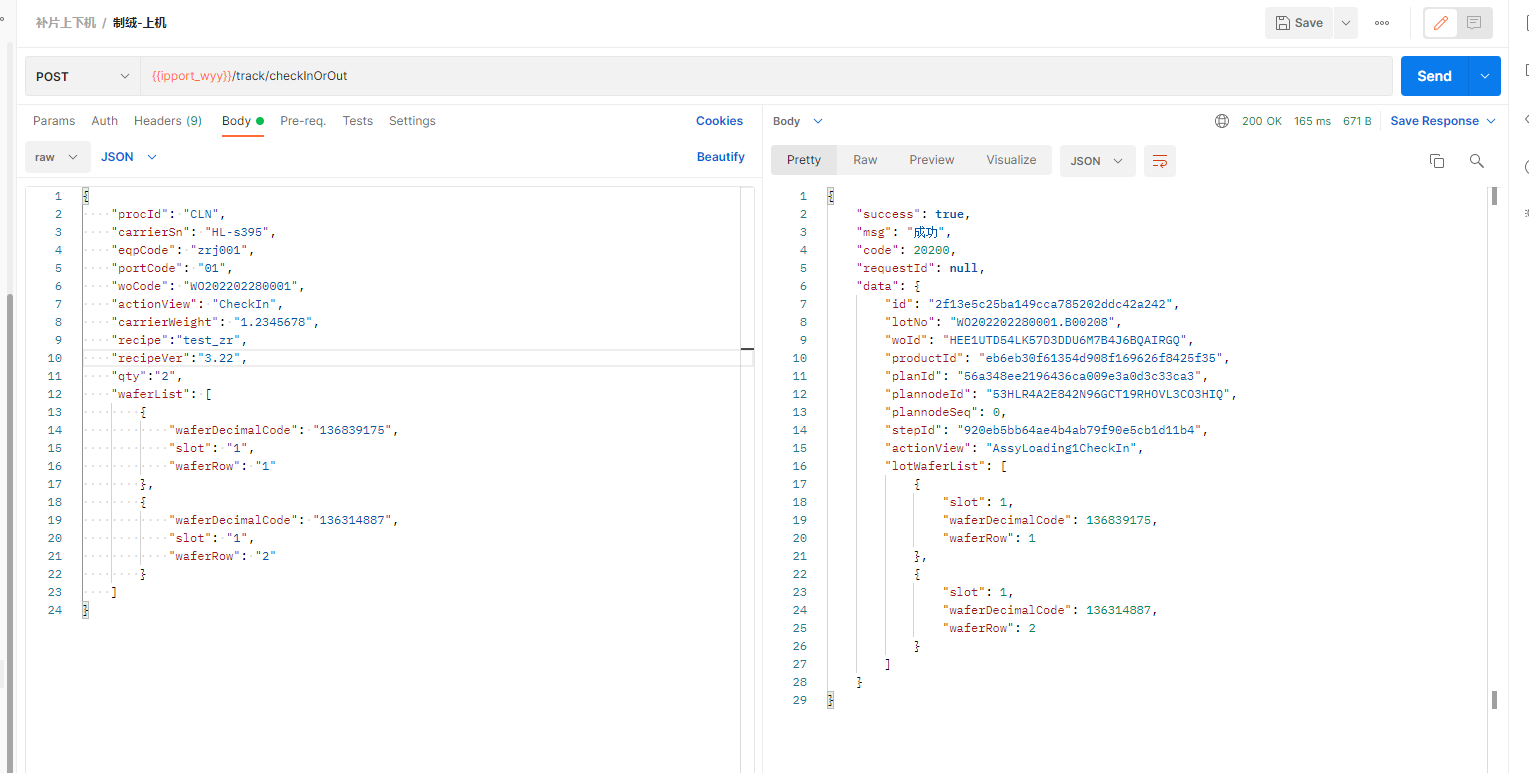 补片上下机 / 制绒-上机
Save
POST
{{ipport_wyy}}/track/checkInOrOut
Send
Params Auth Headers (9) Body Pre-req. Tests Settings Cookies
raw JSON Beautify
1 {
2 "procId": "CLN",
3 "carrierSn": "HL-s395",
4 "eqpCode": "zrj001",
5 "portCode": "01",
6 "woCode": "WO202202280001",
7 "actionView": "CheckIn",
8 "carrierWeight": "1.2345678",
9 "recipe":"test_zr",
10 "recipeVer":"3.22",
11 "qty":"2",
12 "waferList": [
13 {
14 "waferDecimalCode": "136839175",
15 "slot": "1",
16 "waferRow": "1"
17 },
18 {
19 "waferDecimalCode": "136314887",
20 "slot": "1",
21 "waferRow": "2"
22 }
23 ]
24 }
Body 200 OK 165 ms 671 B Save Response
Pretty Raw Preview Visualize JSON
1 {
2 "success": true,
3 "msg": "成功",
4 "code": 20200,
5 "requestId": null,
6 "data": {
7 "id": "2f13e5c25ba149cca785202ddc42a242",
8 "lotNo": "WO202202280001.B00208",
9 "woId": "HEE1UTD54LK57D3DDU6M7B4J6BQAIRGQ",
10 "productId": "eb6eb30f61354d908f169626f8425f35",
11 "planId": "56a348ee2196436ca009e3a0d3c33ca3",
12 "plannodeId": "53HLR4A2E842N96GCT19RHOVL3CO3HIQ",
13 "plannodeSeq": 0,
14 "stepId": "920eb5bb64ae4b4ab79f90e5cb1d11b4",
15 "actionView": "AssyLoading1CheckIn",
16 "lotWaferList": [
17 {
18 "slot": 1,
19 "waferDecimalCode": 136839175,
20 "waferRow": 1
21 },
22 {
23 "slot": 1,
24 "waferDecimalCode": 136314887,
25 "waferRow": 2
26 }
27 ]
28 }
29 }